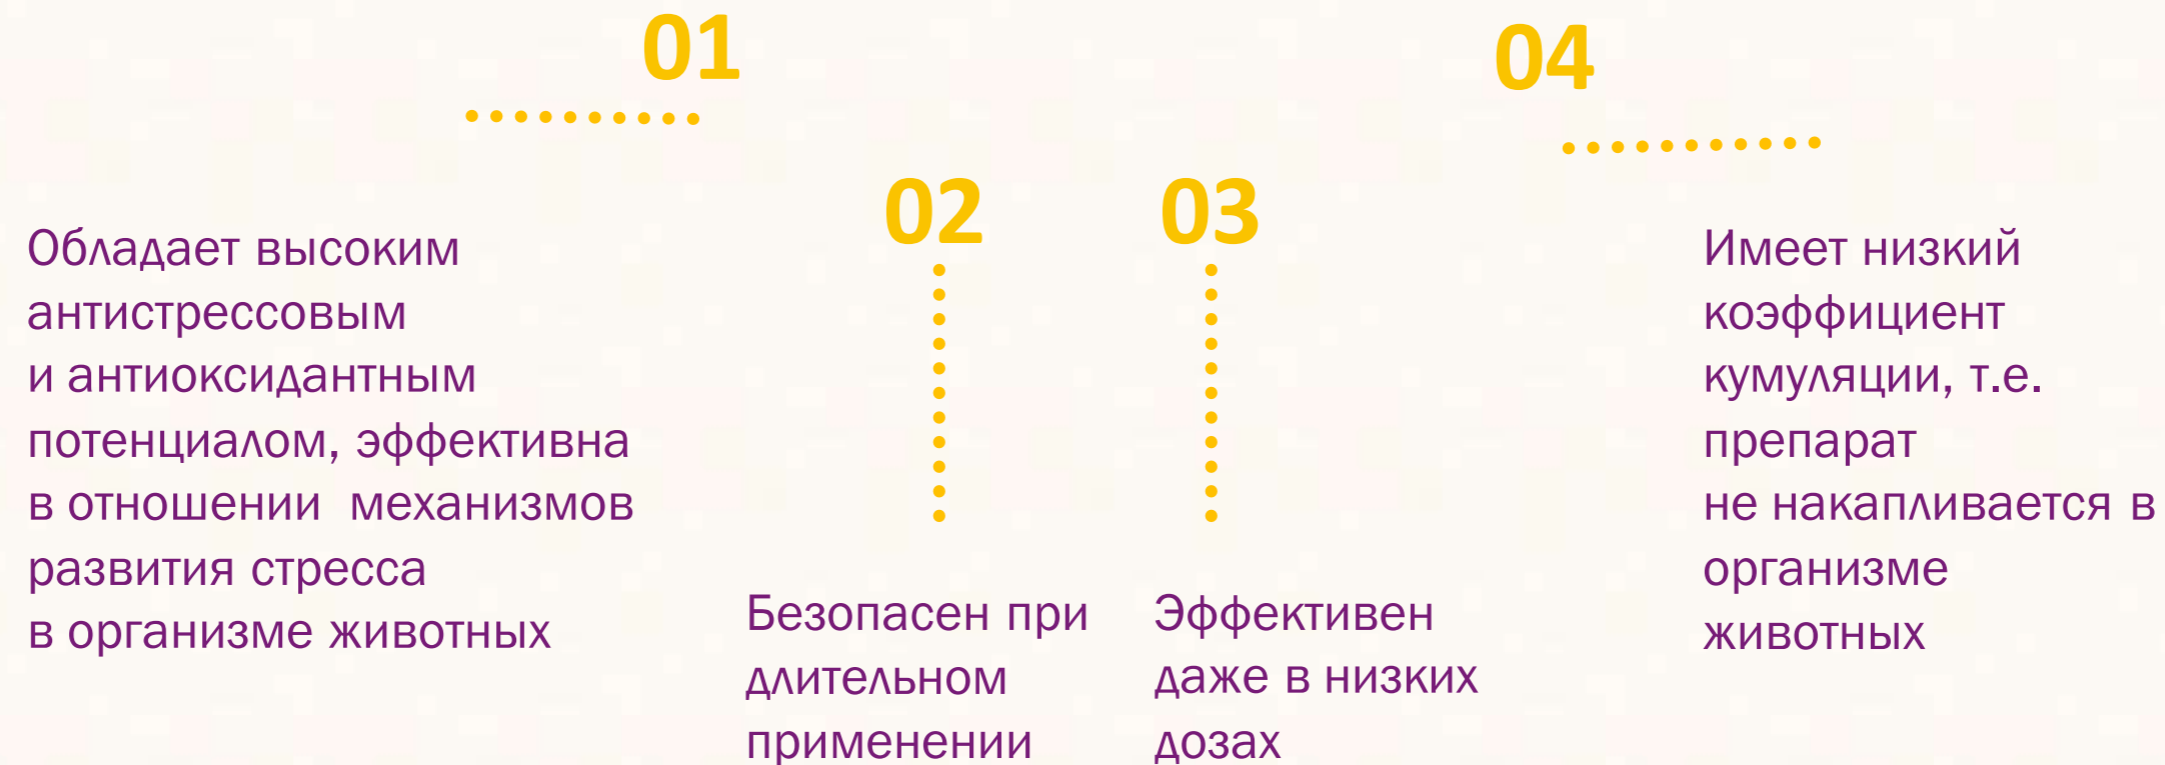 01
Обладает высоким
антистрессовым
и антиоксидантным
потенциалом, эффективна
в отношении  механизмов
развития стресса
в организме животных
02
Безопасен при
длительном
применении
03
Эффективен
даже в низких
дозах
04
Имеет низкий
коэффициент
кумуляции, т.е.
препарат
не накапливается в
организме
животных